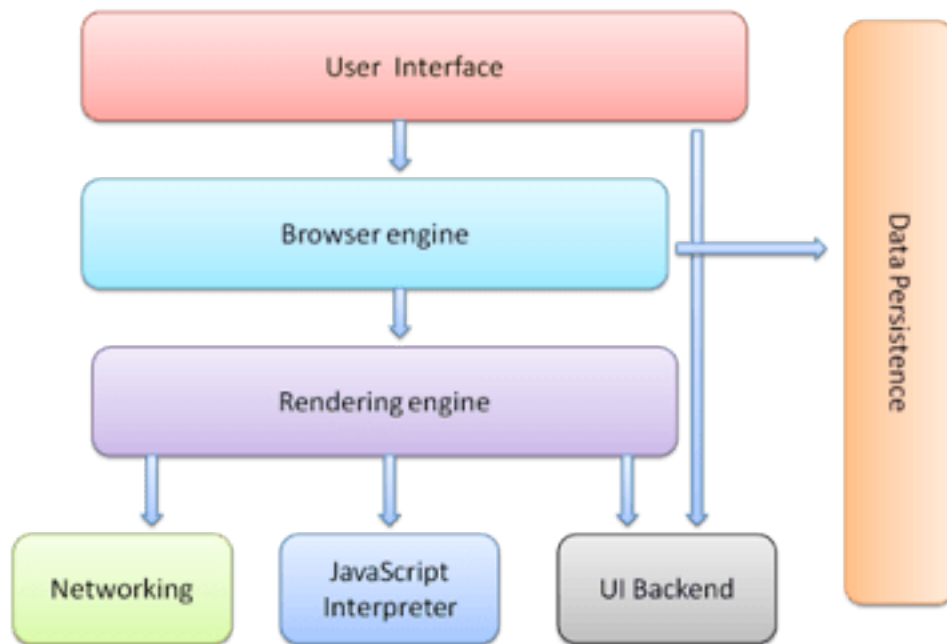 User Interface
Browser engine
Data Persistence
Rendering engine
Networking
JavaScript
Interpreter
UI Backend